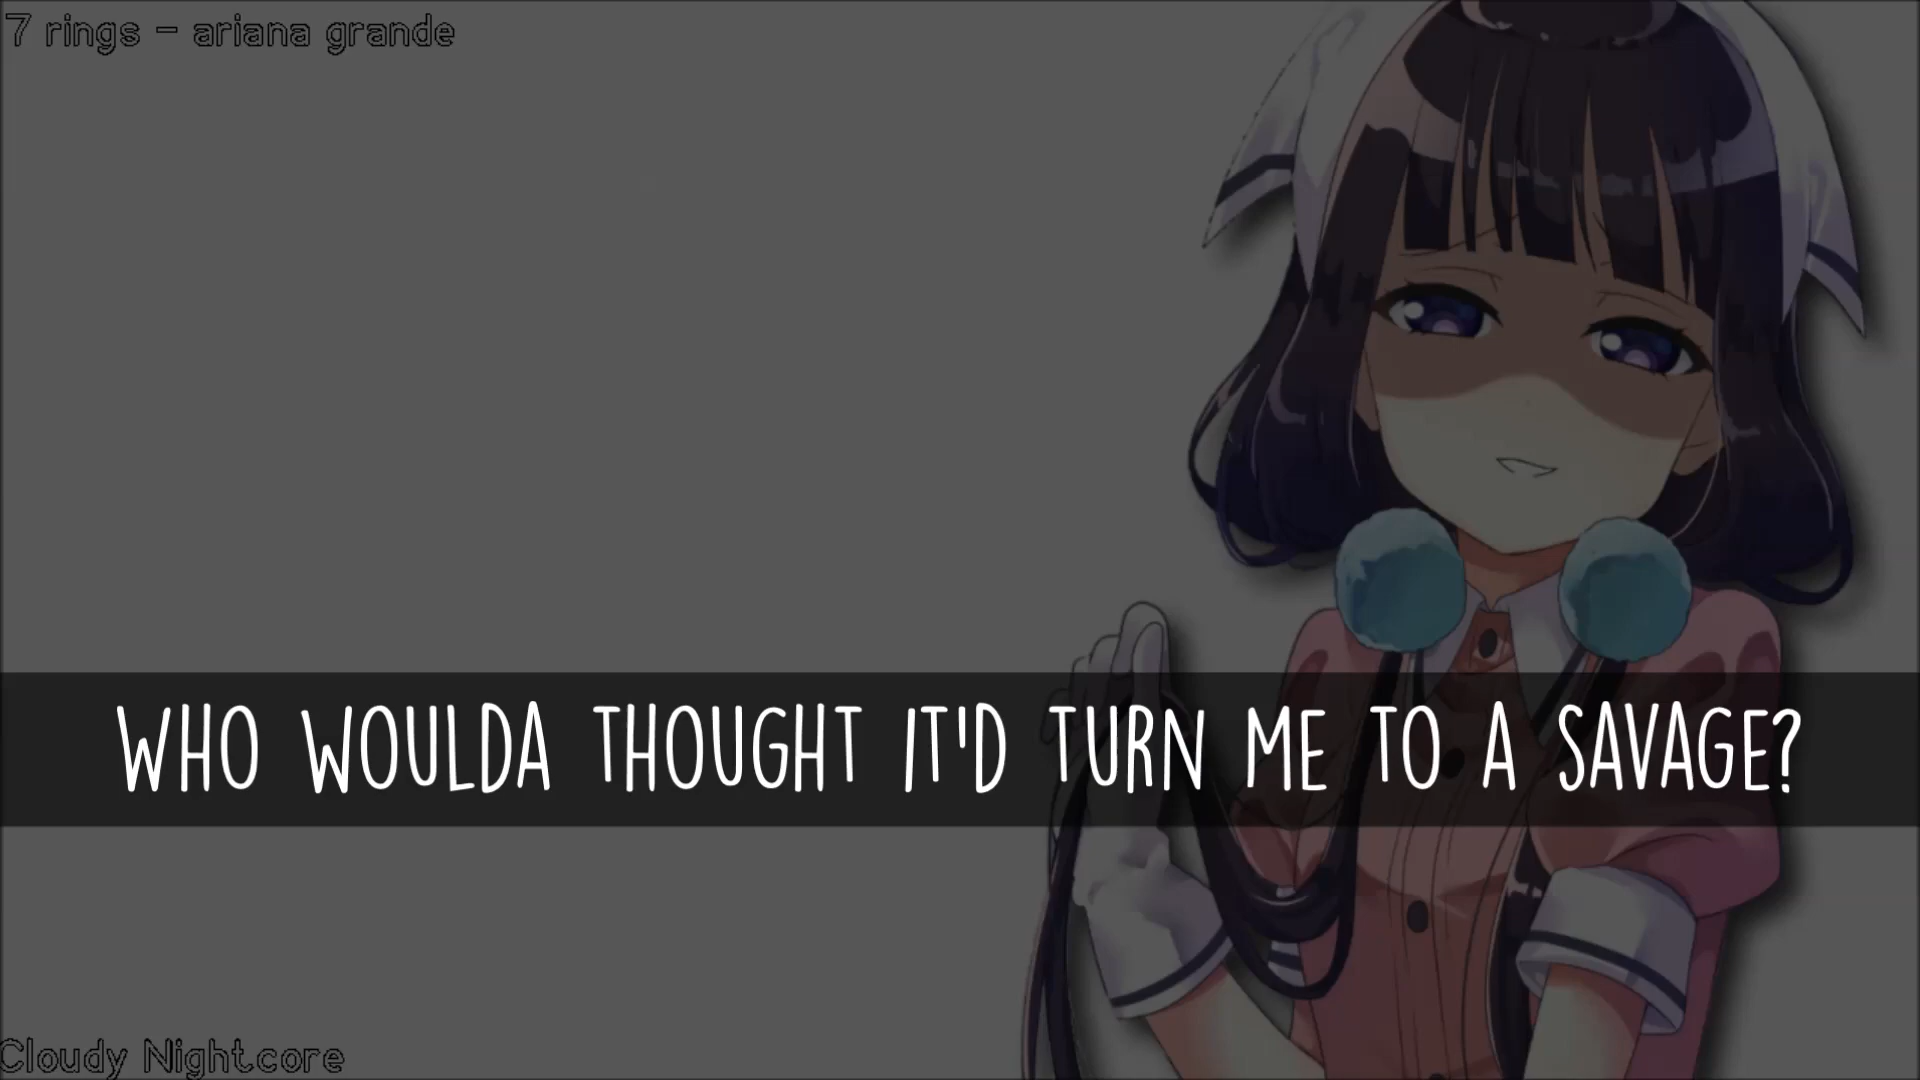 7 rings - ariana grande
WHO WOULDA THOUGHT IT'D TURN ME TO A SAVAGE?
Cloudy Nightcore